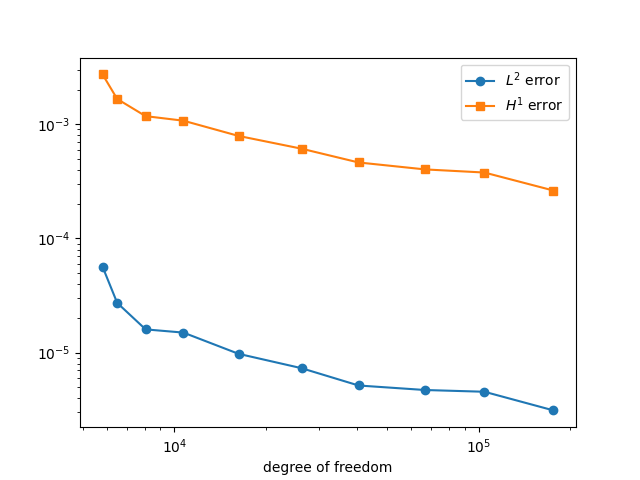 L² error
H¹ error
10⁻³
10⁻⁴
10⁻⁵
10⁴ 10⁵
degree of freedom